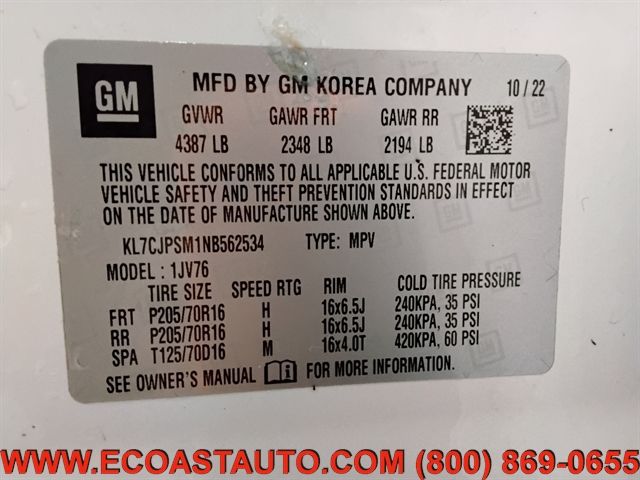 GM
MFD BY GM KOREA COMPANY 10 / 22
GVWR GAWR FRT GAWR RR
4387 LB 2348 LB 2194 LB
THIS VEHICLE CONFORMS TO ALL APPLICABLE U.S. FEDERAL MOTOR
VEHICLE SAFETY AND THEFT PREVENTION STANDARDS IN EFFECT
ON THE DATE OF MANUFACTURE SHOWN ABOVE.
KL7CJPSM1NB562534 TYPE: MPV
MODEL : 1JV76
TIRE SIZE SPEED RTG RIM COLD TIRE PRESSURE
FRT P205/70R16 H 16x6.5J 240KPA, 35 PSI
RR P205/70R16 H 16x6.5J 240KPA, 35 PSI
SPA T125/70D16 M 16x4.0T 420KPA, 60 PSI
SEE OWNER'S MANUAL FOR MORE INFORMATION.
WWW.ECOASTAUTO.COM (800) 869-0655